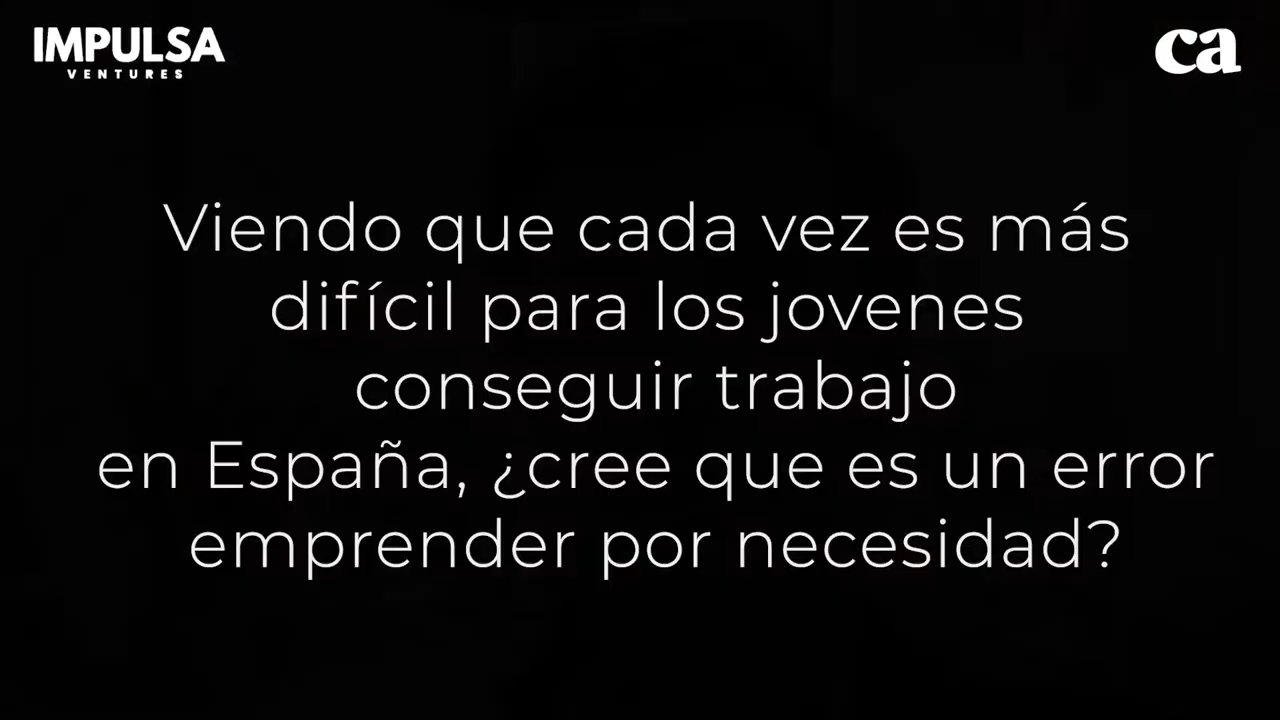 IMPULSA
VENTURES
ca
Viendo que cada vez es más
difícil para los jovenes
conseguir trabajo
en España, ¿cree que es un error
emprender por necesidad?